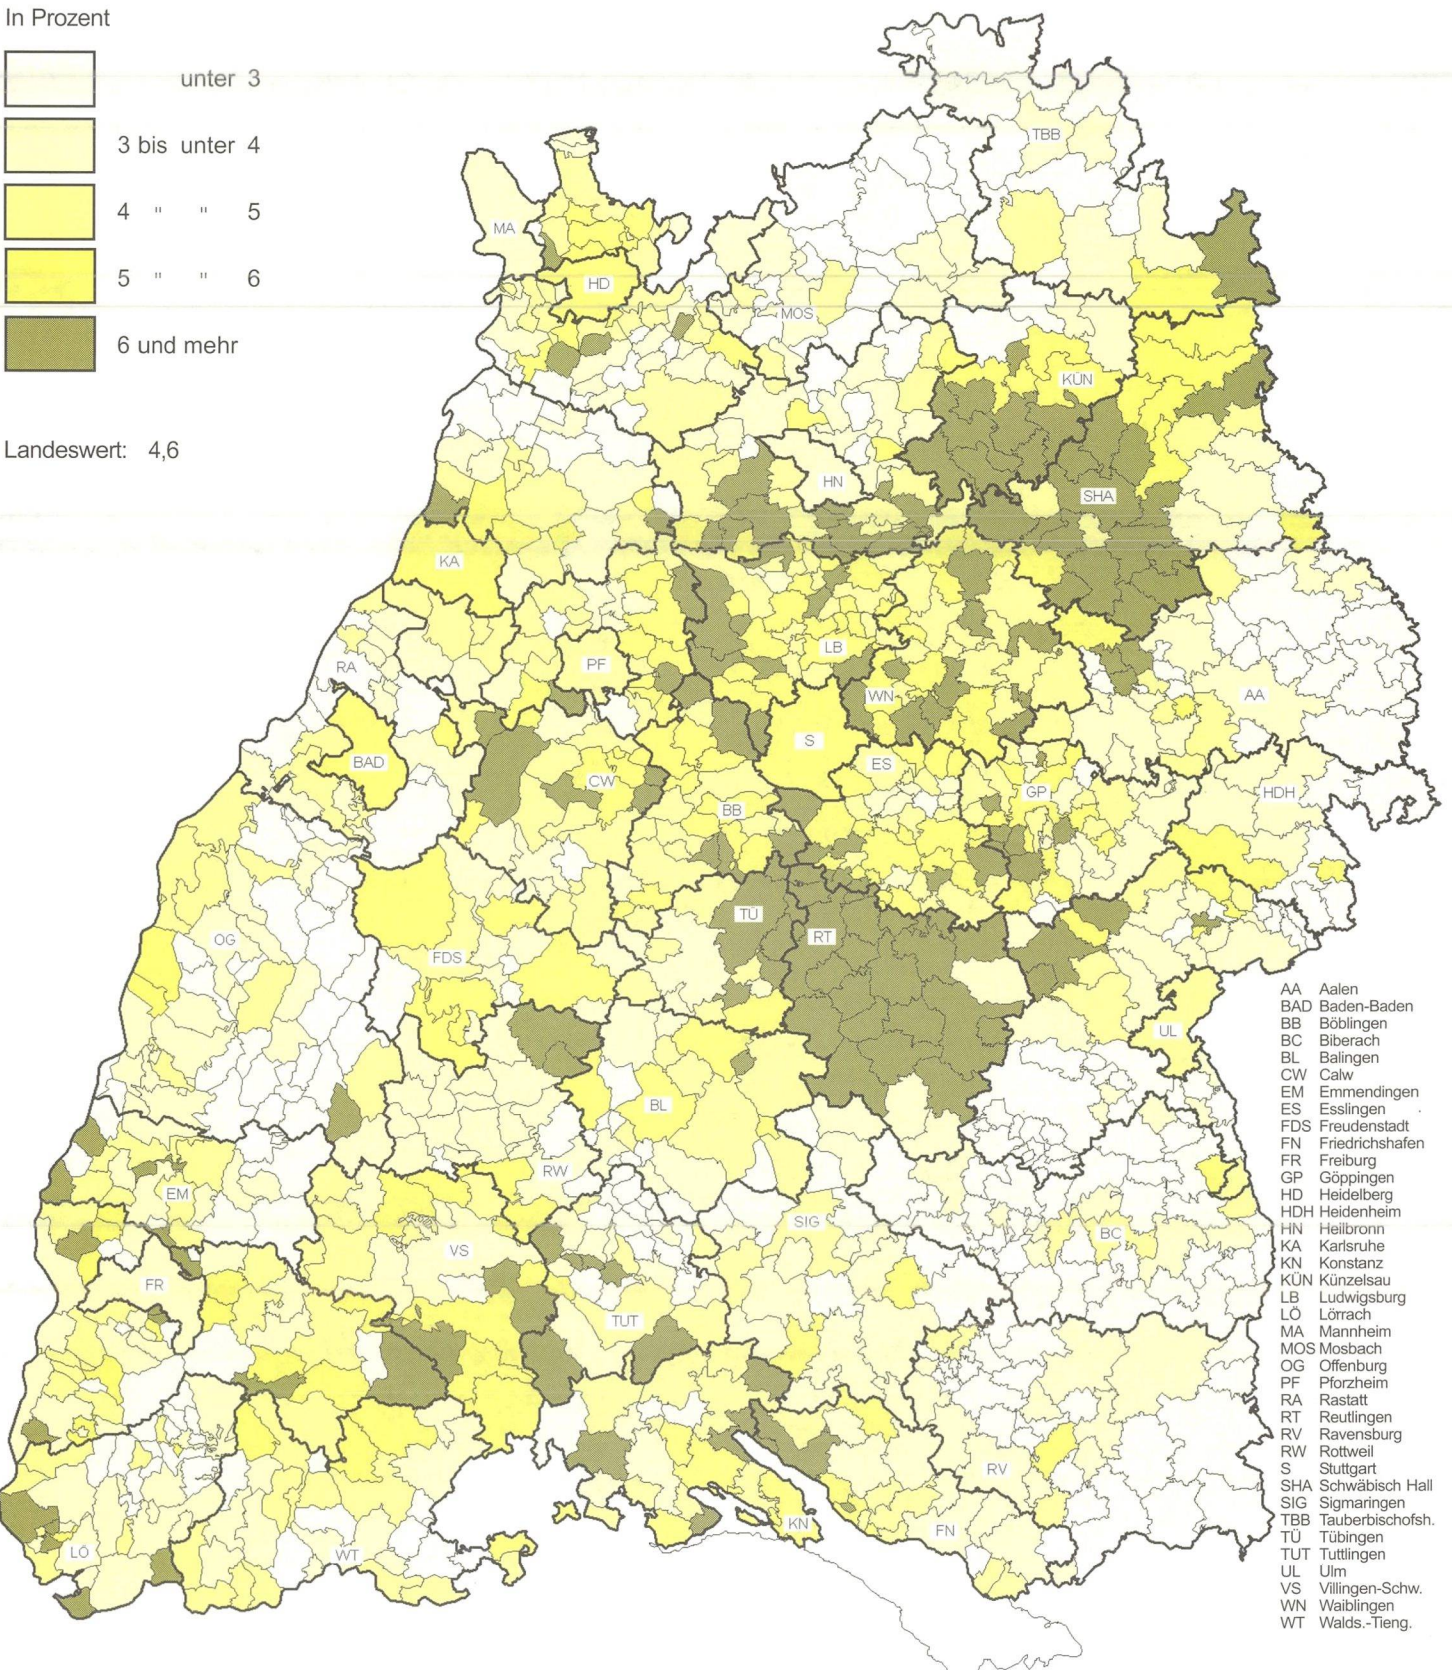 In Prozent
unter 3
3 bis unter 4
4 " " 5
5 " " 6
6 und mehr
Landeswert: 4,6
TBB
MA
HD
MOS
KÜN
HN
SHA
KA
LB
PF
RA
WN
AA
S
BAD
ES
CW
GP
HDH
BB
TÜ
RT
OG
FDS
UL
BL
RW
EM
SIG
BC
VS
FR
TUT
RV
KN
FN
LÖ
WT
AA Aalen
BAD Baden-Baden
BB Böblingen
BC Biberach
BL Balingen
CW Calw
EM Emmendingen
ES Esslingen
FDS Freudenstadt
FN Friedrichshafen
FR Freiburg
GP Göppingen
HD Heidelberg
HDH Heidenheim
HN Heilbronn
KA Karlsruhe
KN Konstanz
KÜN Künzelsau
LB Ludwigsburg
LÖ Lörrach
MA Mannheim
MOS Mosbach
OG Offenburg
PF Pforzheim
RA Rastatt
RT Reutlingen
RV Ravensburg
RW Rottweil
S Stuttgart
SHA Schwäbisch Hall
SIG Sigmaringen
TBB Tauberbischofsh.
TÜ Tübingen
TUT Tuttlingen
UL Ulm
VS Villingen-Schw.
WN Waiblingen
WT Walds.-Tieng.